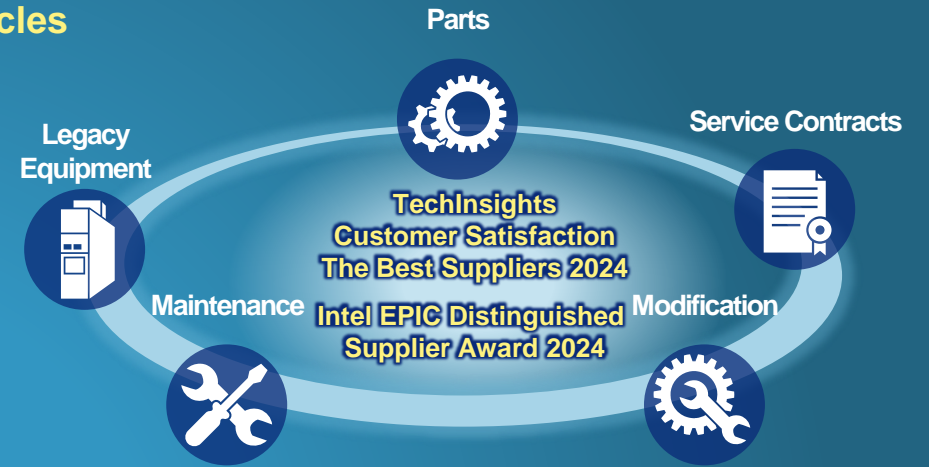 cles
Parts
Service Contracts
Legacy
Equipment
TechInsights
Customer Satisfaction
The Best Suppliers 2024
Maintenance
Intel EPIC Distinguished
Supplier Award 2024
Modification